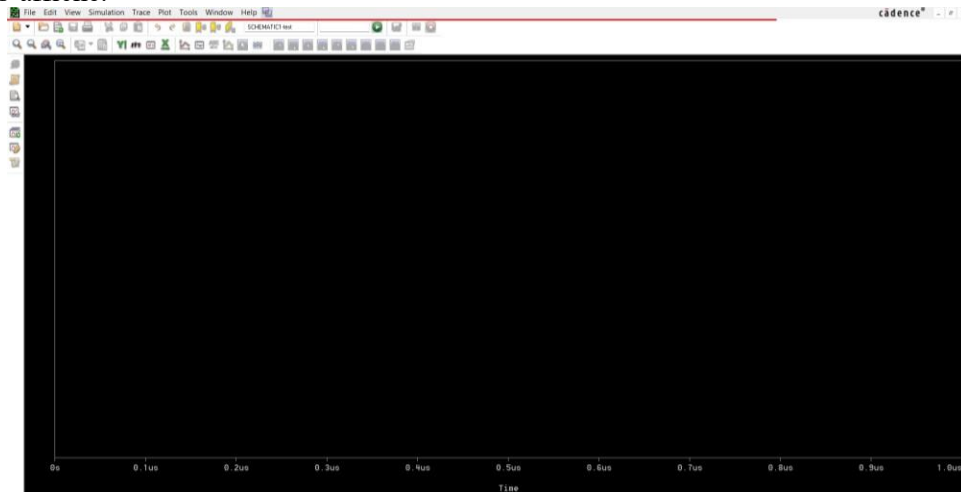 File Edit View Simulation Trace Plot Tools Window Help
cādence®
SCHEMATIC1-test
0s 0.1us 0.2us 0.3us 0.4us 0.5us 0.6us 0.7us 0.8us 0.9us 1.0us
Time